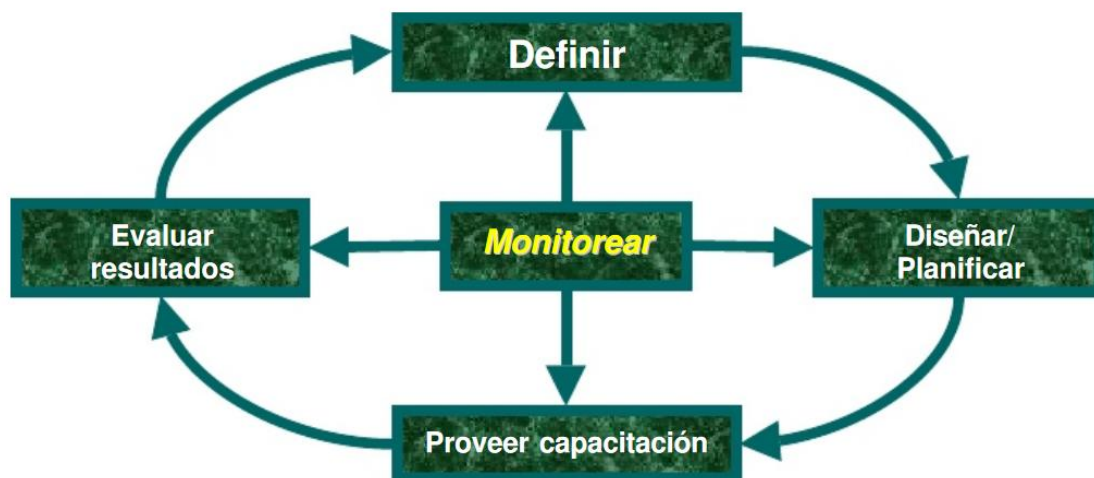 Definir
Evaluar
resultados
Monitorear
Diseñar/
Planificar
Proveer capacitación